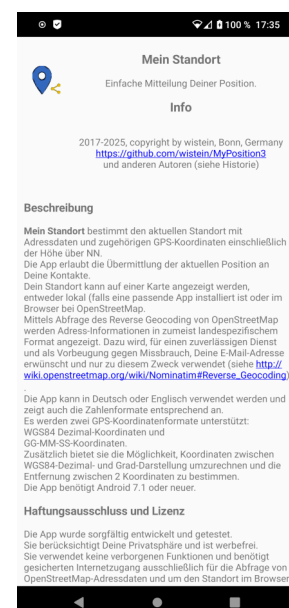 100 % 17:35
Mein Standort
Einfache Mitteilung Deiner Position.
Info
2017-2025, copyright by wistein, Bonn, Germany
https://github.com/wistein/MyPosition3
und anderen Autoren (siehe Historie)
Beschreibung
Mein Standort bestimmt den aktuellen Standort mit
Adressdaten und zugehörigen GPS-Koordinaten einschließlich
der Höhe über NN.
Die App erlaubt die Übermittlung der aktuellen Position an
Deine Kontakte.
Dein Standort kann auf einer Karte angezeigt werden,
entweder lokal (falls eine passende App installiert ist oder im
Browser bei OpenStreetMap.
Mittels Abfrage des Reverse Geocoding von OpenStreetMap
werden Adress-Informationen in zumeist landespezifischem
Format angezeigt. Dazu wird, für einen zuverlässigen Dienst
und als Vorbeugung gegen Missbrauch, Deine E-Mail-Adresse
erwünscht und nur zu diesem Zweck verwendet (siehe http://
wiki.openstreetmap.org/wiki/Nominatim#Reverse_Geocoding)
.
Die App kann in Deutsch oder Englisch verwendet werden und
zeigt auch die Zahlenformate entsprechend an.
Es werden zwei GPS-Koordinatenformate unterstützt:
WGS84 Dezimal-Koordinaten und
GG-MM-SS-Koordinaten.
Zusätzlich bietet sie die Möglichkeit, Koordinaten zwischen
WGS84-Dezimal- und Grad-Darstellung umzurechnen und die
Entfernung zwischen 2 Koordinaten zu bestimmen.
Die App benötigt Android 7.1 oder neuer.
Haftungsausschluss und Lizenz
Die App wurde sorgfältig entwickelt und getestet.
Sie berücksichtigt Deine Privatsphäre und ist werbefrei.
Sie verwendet keine verborgenen Funktionen und benötigt
gesicherten Internetzugang ausschließlich für die Abfrage von
OpenStreetMap-Adressdaten und um den Standort im Browser